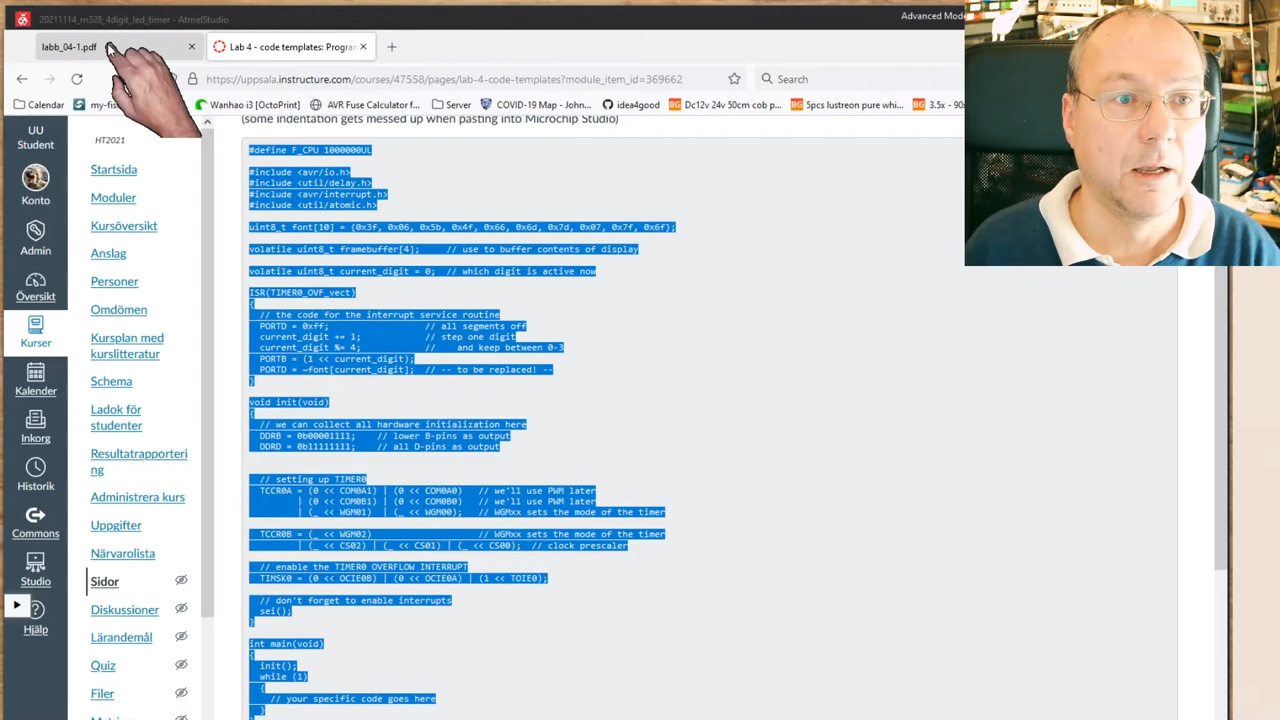 20211114_m328_4digit_led_timer - AtmelStudio
Advanced Mode
labb_04-1.pdf
Lab 4 - code templates: Program
https://uppsala.instructure.com/courses/47558/pages/lab-4-code-templates?module_item_id=369662
Search
Calendar
my-fis
Wanhao i3 [OctoPrint]
AVR Fuse Calculator f...
Server
COVID-19 Map - John...
idea4good
BG Dc12v 24v 50cm cob p...
BG 5pcs lustreon pure whi...
BG 3.5x - 90x
UU
Student
Konto
Admin
Översikt
Kurser
Kalender
Inkorg
Historik
Commons
Studio
Hjälp
HT2021
Startsida
Moduler
Kursöversikt
Anslag
Personer
Omdömen
Kursplan med
kurslitteratur
Schema
Ladok för
studenter
Resultatrapporteri
ng
Administrera kurs
Uppgifter
Närvarolista
Sidor
Diskussioner
Lärandemål
Quiz
Filer
(some indentation gets messed up when pasting into Microchip Studio)
#define F_CPU 1000000UL
#include <avr/io.h>
#include <util/delay.h>
#include <avr/interrupt.h>
#include <util/atomic.h>
uint8_t font[10] = {0x3f, 0x06, 0x5b, 0x4f, 0x66, 0x6d, 0x7d, 0x07, 0x7f, 0x6f};
volatile uint8_t framebuffer[4]; // use to buffer contents of display
volatile uint8_t current_digit = 0; // which digit is active now
ISR(TIMER0_OVF_vect)
{
// the code for the interrupt service routine
PORTD = 0xff; // all segments off
current_digit += 1; // step one digit
current_digit %= 4; // and keep between 0-3
PORTB = (1 << current_digit);
PORTD = ~font[current_digit]; // -- to be replaced! --
}
void init(void)
{
// we can collect all hardware initialization here
DDRB = 0b00001111; // lower B-pins as output
DDRD = 0b11111111; // all D-pins as output
// setting up TIMER0
TCCR0A = (0 << COM0A1) | (0 << COM0A0) // we'll use PWM later
| (0 << COM0B1) | (0 << COM0B0) // we'll use PWM later
| (_ << WGM01) | (_ << WGM00); // WGMxx sets the mode of the timer
TCCR0B = (_ << WGM02) // WGMxx sets the mode of the timer
| (_ << CS02) | (_ << CS01) | (_ << CS00); // clock prescaler
// enable the TIMER0 OVERFLOW INTERRUPT
TIMSK0 = (0 << OCIE0B) | (0 << OCIE0A) | (1 << TOIE0);
// don't forget to enable interrupts
sei();
}
int main(void)
{
init();
while (1)
{
// your specific code goes here
}